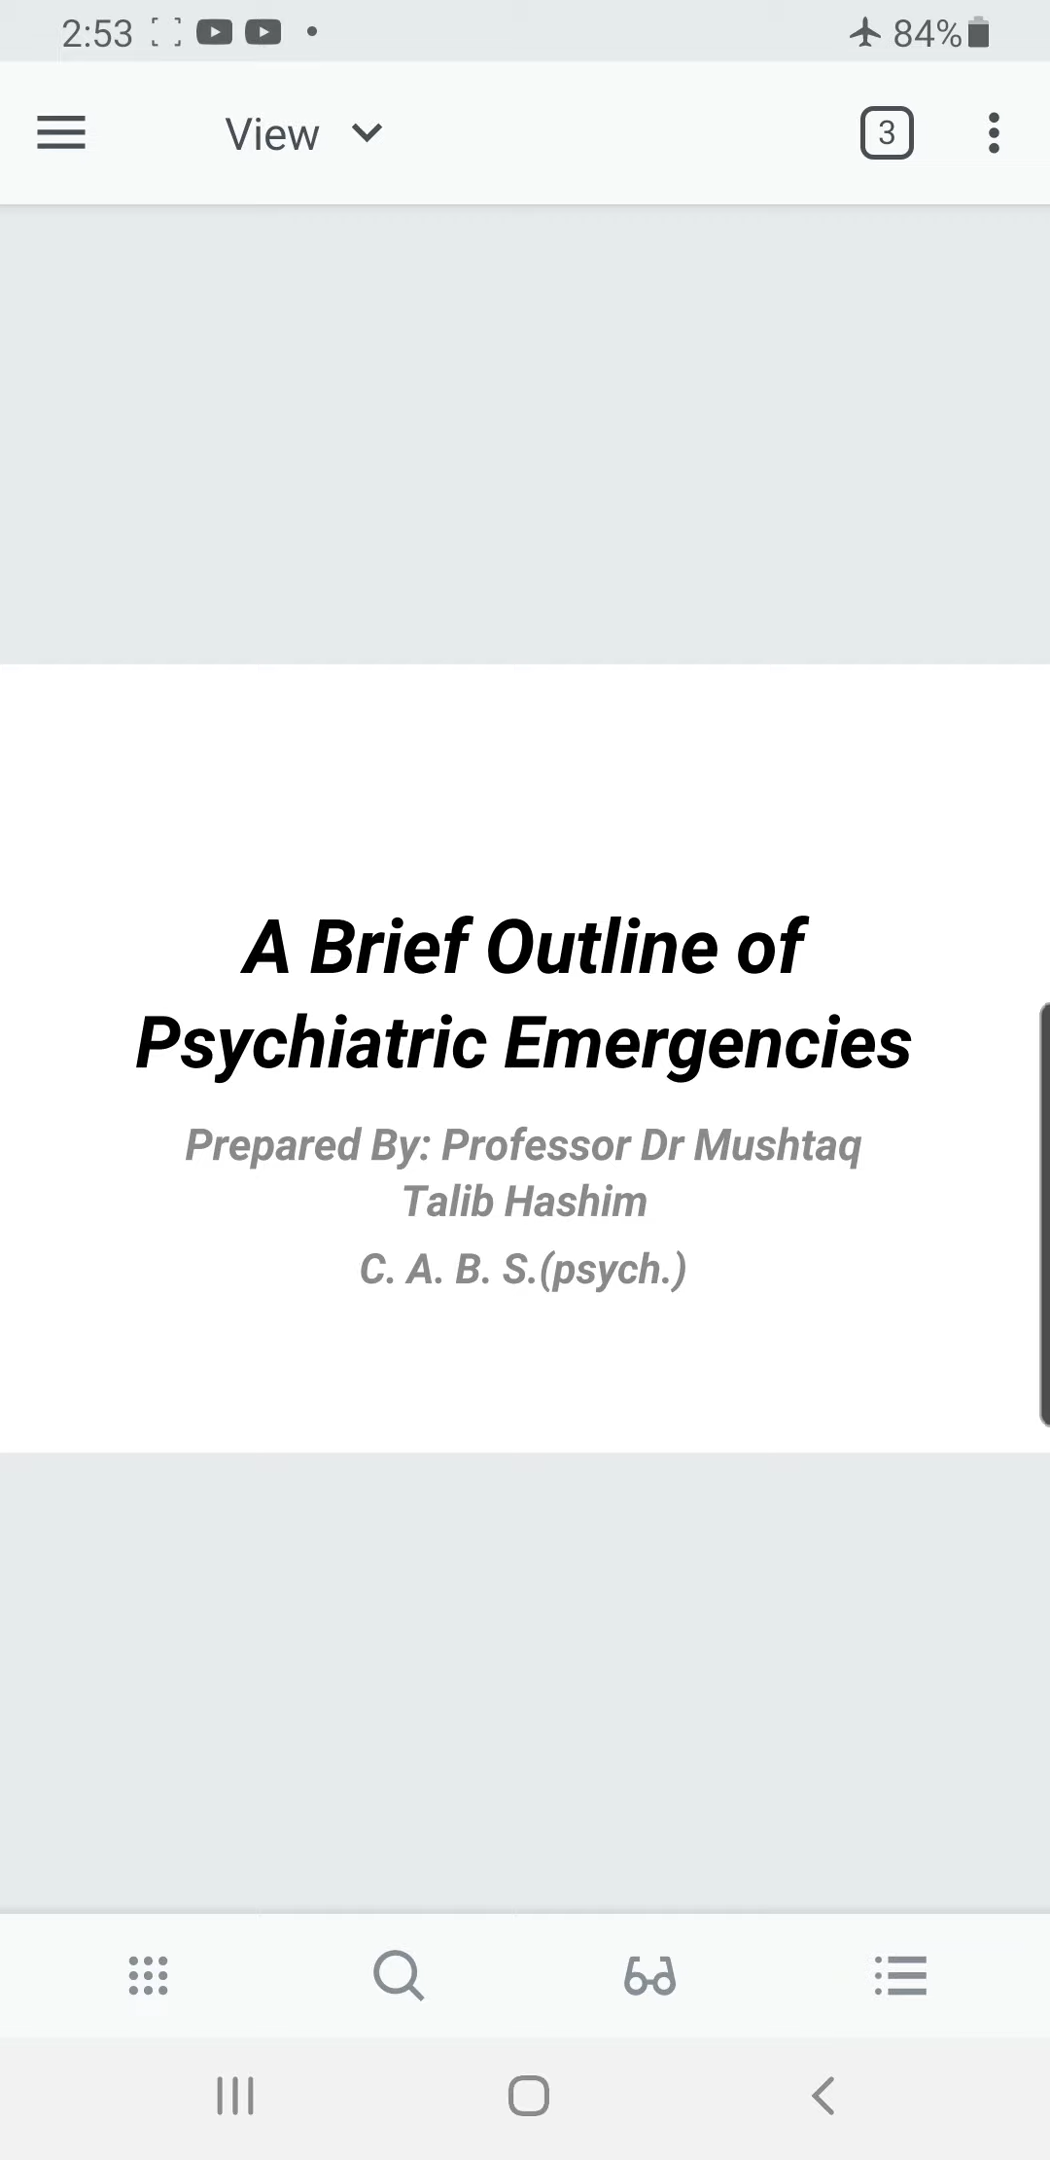 2:53
84%
View
3
A Brief Outline of
Psychiatric Emergencies
Prepared By: Professor Dr Mushtaq
Talib Hashim
C. A. B. S.(psych.)